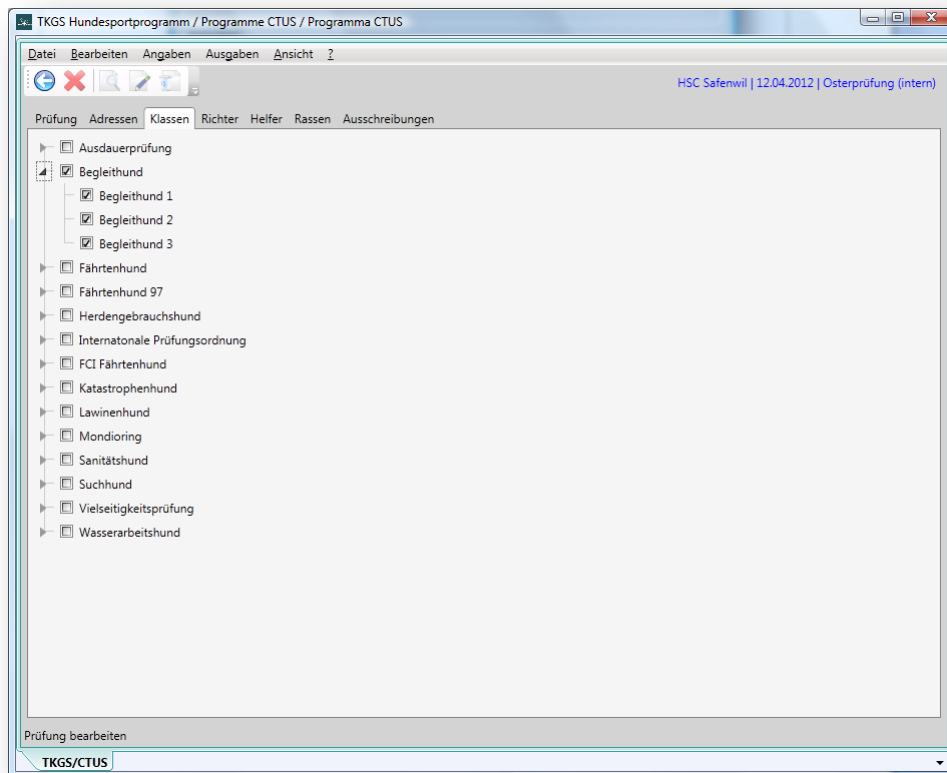 TKGS Hundesportprogramm / Programme CTUS / Programma CTUS
Datei Bearbeiten Angaben Ausgaben Ansicht ?
HSC Safenwil | 12.04.2012 | Osterprüfung (intern)
Prüfung Adressen Klassen Richter Helfer Rassen Ausschreibungen
Ausdauerprüfung
Begleithund
Begleithund 1
Begleithund 2
Begleithund 3
Fährtenhund
Fährtenhund 97
Herdengebrauchshund
Internatonale Prüfungsordnung
FCI Fährtenhund
Katastrophenhund
Lawinenhund
Mondioring
Sanitätshund
Suchhund
Vielseitigkeitsprüfung
Wasserarbeitshund
Prüfung bearbeiten
TKGS/CTUS